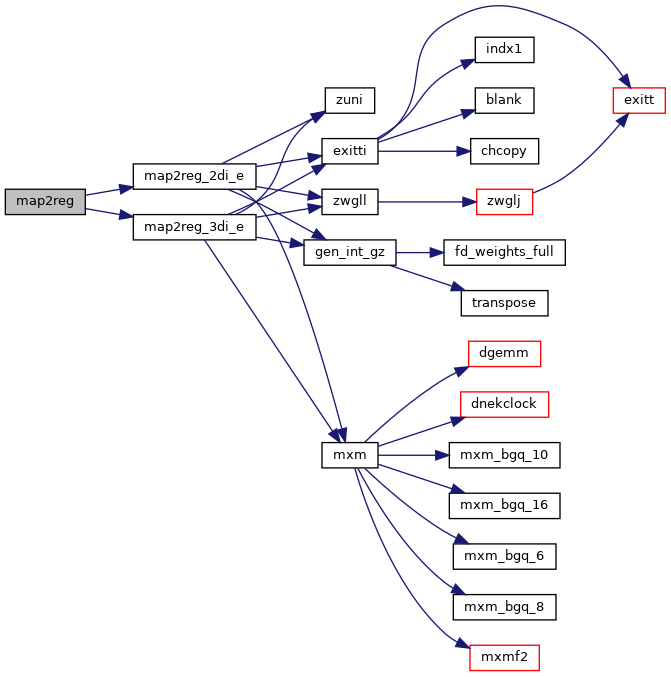 map2reg
map2reg_2di_e
map2reg_3di_e
zuni
exitti
zwgll
gen_int_gz
mxm
indx1
blank
chcopy
zwglj
fd_weights_full
transpose
dgemm
dnekclock
mxm_bgq_10
mxm_bgq_16
mxm_bgq_6
mxm_bgq_8
mxmf2
exitt